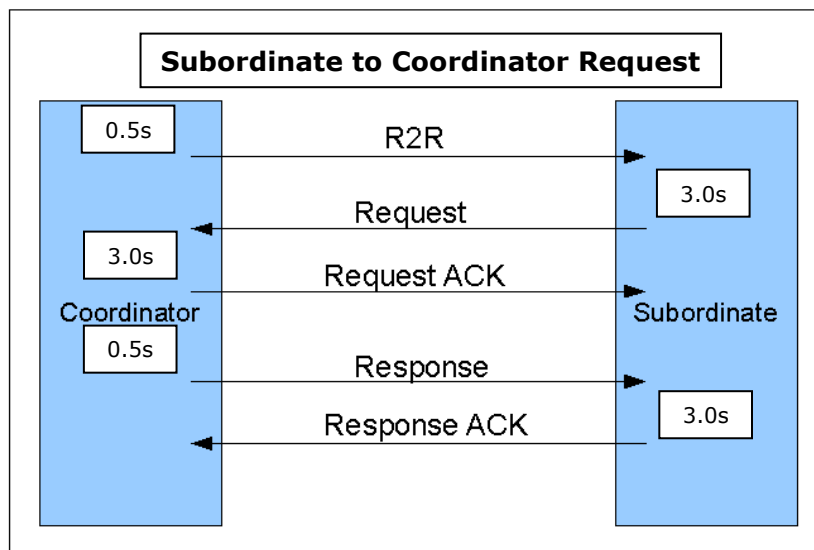 Subordinate to Coordinator Request
0.5s
R2R
3.0s
Request
3.0s
Request ACK
Coordinator
Subordinate
0.5s
Response
3.0s
Response ACK